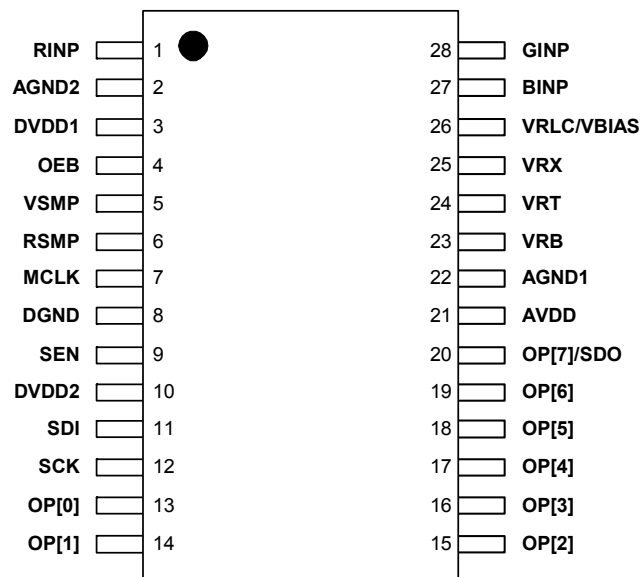 RINP 1 28 GINP
AGND2 2 27 BINP
DVDD1 3 26 VRLC/VBIAS
OEB 4 25 VRX
VSMP 5 24 VRT
RSMP 6 23 VRB
MCLK 7 22 AGND1
DGND 8 21 AVDD
SEN 9 20 OP[7]/SDO
DVDD2 10 19 OP[6]
SDI 11 18 OP[5]
SCK 12 17 OP[4]
OP[0] 13 16 OP[3]
OP[1] 14 15 OP[2]